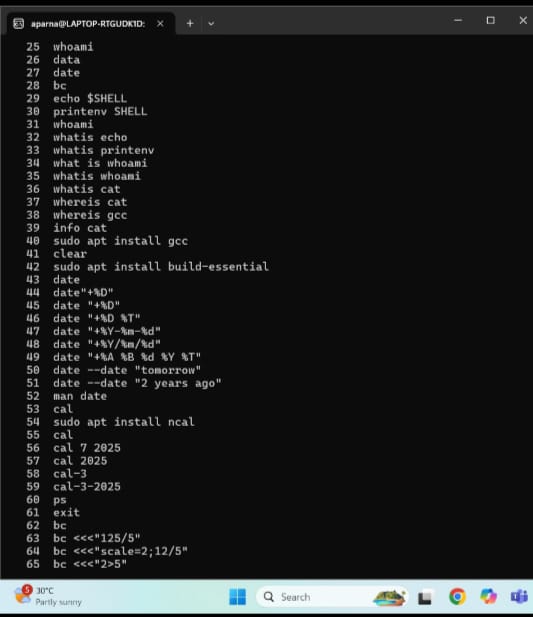 aparna@LAPTOP-RTGUDK1D:
25 whoami
26 data
27 date
28 bc
29 echo $SHELL
30 printenv SHELL
31 whoami
32 whatis echo
33 whatis printenv
34 what is whoami
35 whatis whoami
36 whatis cat
37 whereis cat
38 whereis gcc
39 info cat
40 sudo apt install gcc
41 clear
42 sudo apt install build-essential
43 date
44 date"+%D"
45 date "+%D"
46 date "+%D %T"
47 date "+%Y-%m-%d"
48 date "+%Y/%m/%d"
49 date "+%A %B %d %Y %T"
50 date --date "tomorrow"
51 date --date "2 years ago"
52 man date
53 cal
54 sudo apt install ncal
55 cal
56 cal 7 2025
57 cal 2025
58 cal-3
59 cal-3-2025
60 ps
61 exit
62 bc
63 bc <<<"125/5"
64 bc <<<"scale=2;12/5"
65 bc <<<"2>5"
5
30°C
Partly sunny
Search